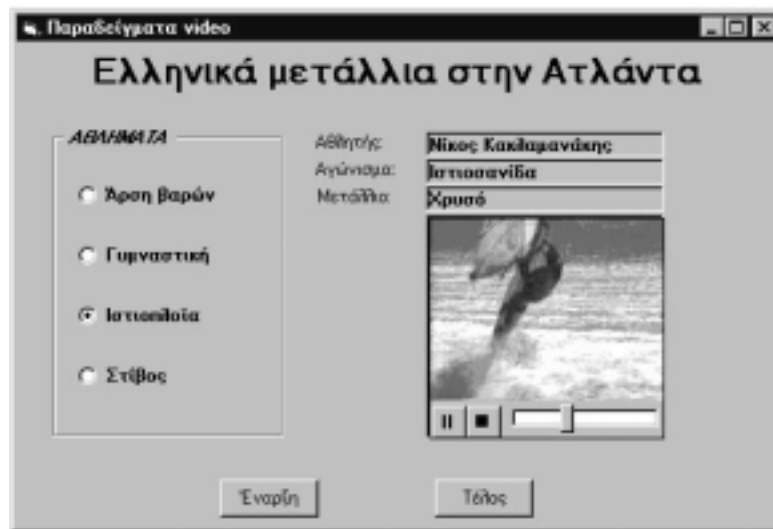 Παραδείγματα video
Ελληνικά μετάλλια στην Ατλάντα
ΑΘΛΗΜΑΤΑ
Άρση βαρών
Γυμναστική
Ιστιοπλοΐα
Στίβος
Αθλητής: Νίκος Κακλαμανάκης
Αγώνισμα: Ιστιοσανίδα
Μετάλλιο: Χρυσό
Έναρξη
Τέλος